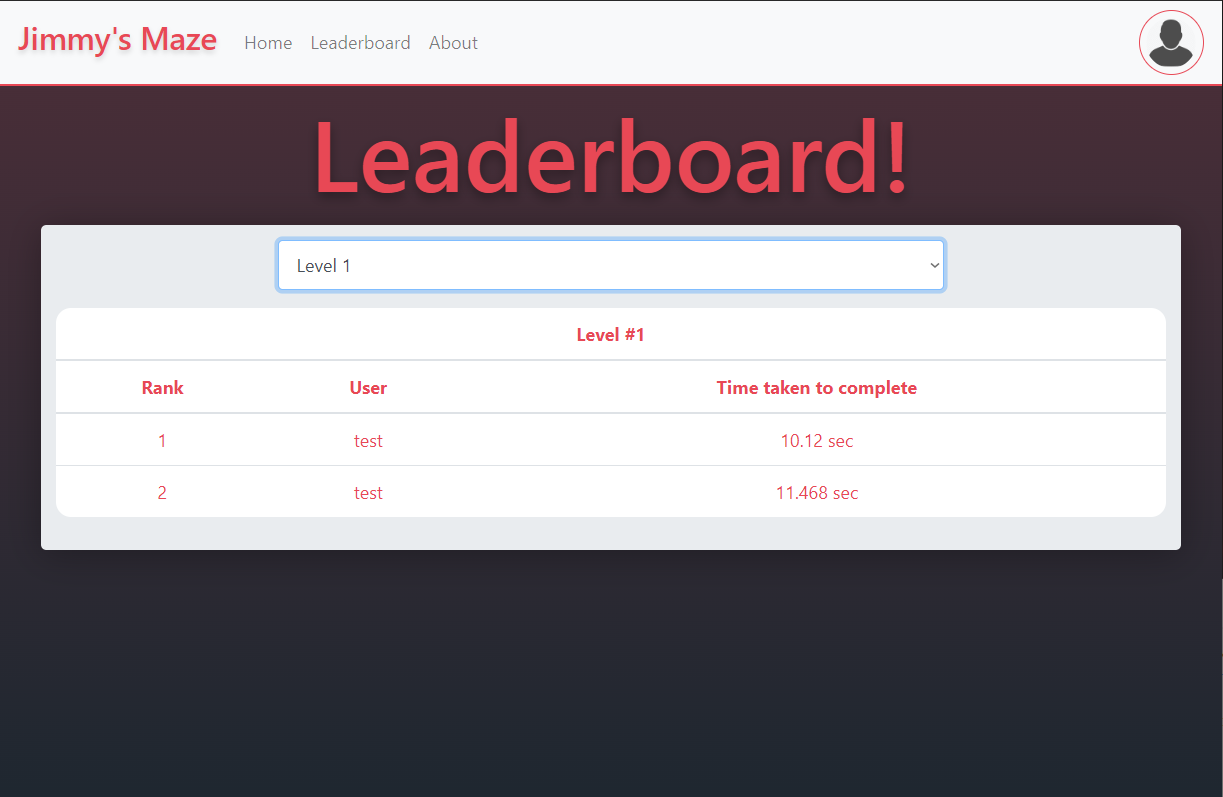 Jimmy's Maze Home Leaderboard About
Leaderboard!
Level 1
Level #1
Rank User Time taken to complete
1 test 10.12 sec
2 test 11.468 sec